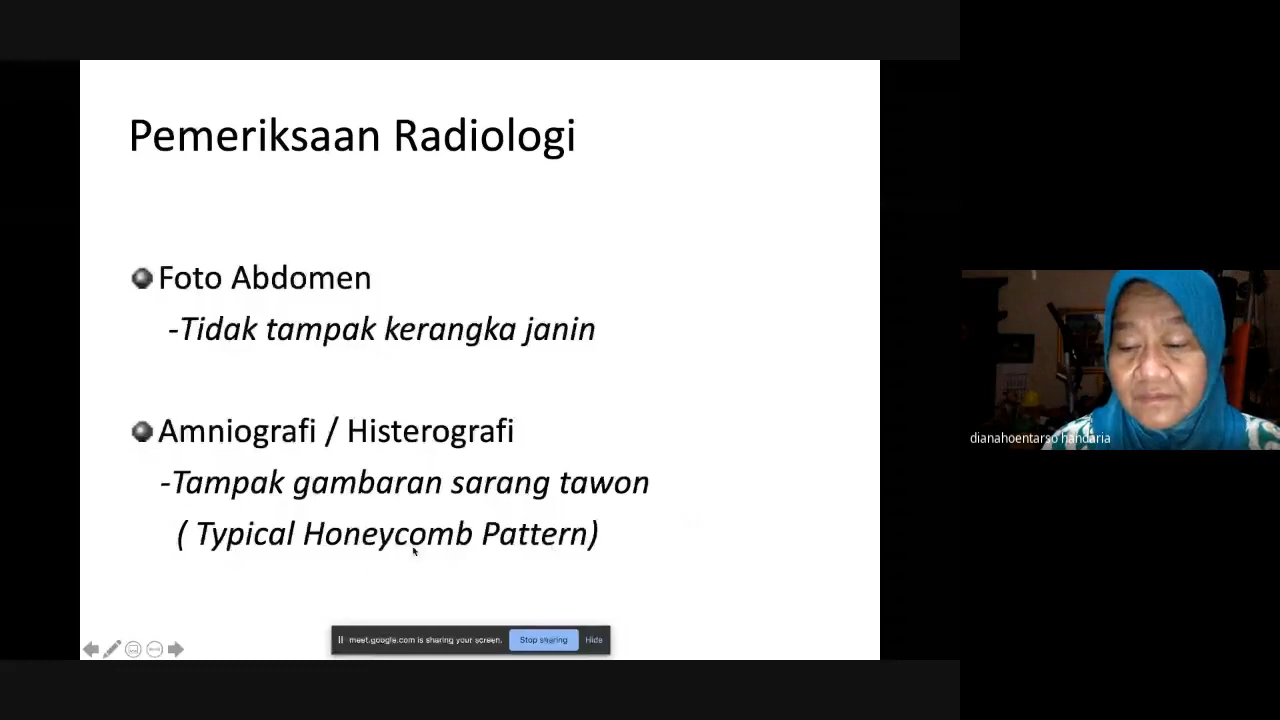 Pemeriksaan Radiologi
Foto Abdomen
-Tidak tampak kerangka janin
Amniografi / Histerografi
-Tampak gambaran sarang tawon
( Typical Honeycomb Pattern)
meet.google.com is sharing your screen. Stop sharing Hide
dianahoentarso handaria